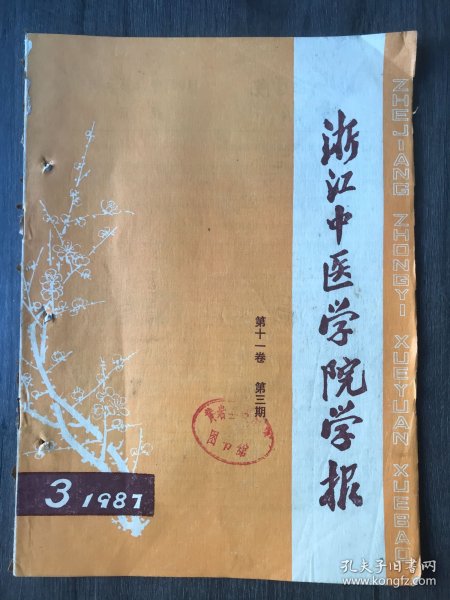 浙江中医学院学报
ZHEJIANG ZHONGYI XUEYUAN XUEBAO
第十一卷 第三期
3 1987
孔夫子旧书网
www.kongfz.com